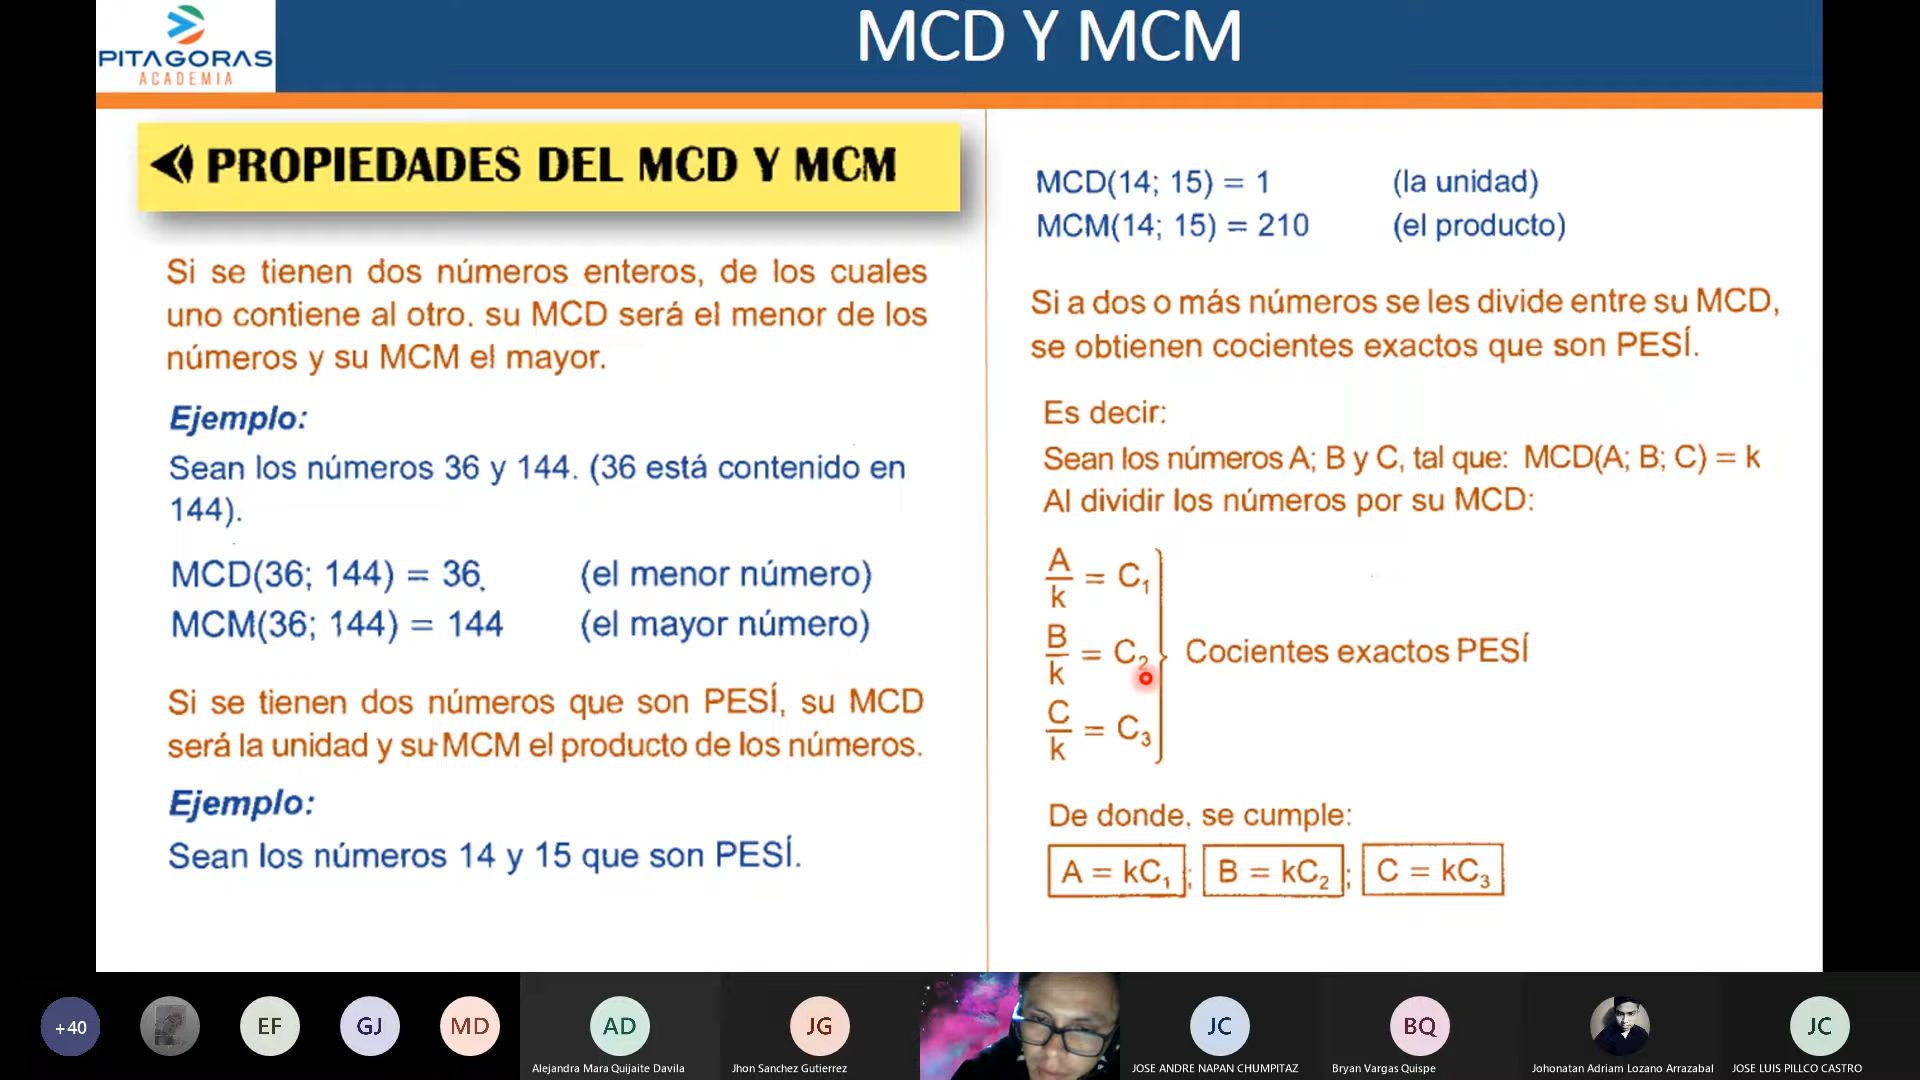 PITAGORAS
ACADEMIA
MCD Y MCM
PROPIEDADES DEL MCD Y MCM
Si se tienen dos números enteros, de los cuales
uno contiene al otro. su MCD será el menor de los
números y su MCM el mayor.
Ejemplo:
Sean los números 36 y 144. (36 está contenido en
144).
MCD(36; 144) = 36. (el menor número)
MCM(36; 144) = 144 (el mayor número)
Si se tienen dos números que son PESÍ, su MCD
será la unidad y su MCM el producto de los números.
Ejemplo:
Sean los números 14 y 15 que son PESÍ.
MCD(14; 15) = 1 (la unidad)
MCM(14; 15) = 210 (el producto)
Si a dos o más números se les divide entre su MCD,
se obtienen cocientes exactos que son PESÍ.
Es decir:
Sean los números A; B y C, tal que: MCD(A; B; C) = k
Al dividir los números por su MCD:
A/k = C₁
B/k = C₂
Cocientes exactos PESÍ
C/k = C₃
De donde, se cumple:
A = kC₁ ; B = kC₂ ; C = kC₃
+40
EF
GJ
MD
AD
JG
JC
BQ
JC
Alejandra Mara Quijaite Davila
Jhon Sanchez Gutierrez
JOSE ANDRE NAPAN CHUMPITAZ
Bryan Vargas Quispe
Johonatan Adriam Lozano Arrazabal
JOSE LUIS PILLCO CASTRO